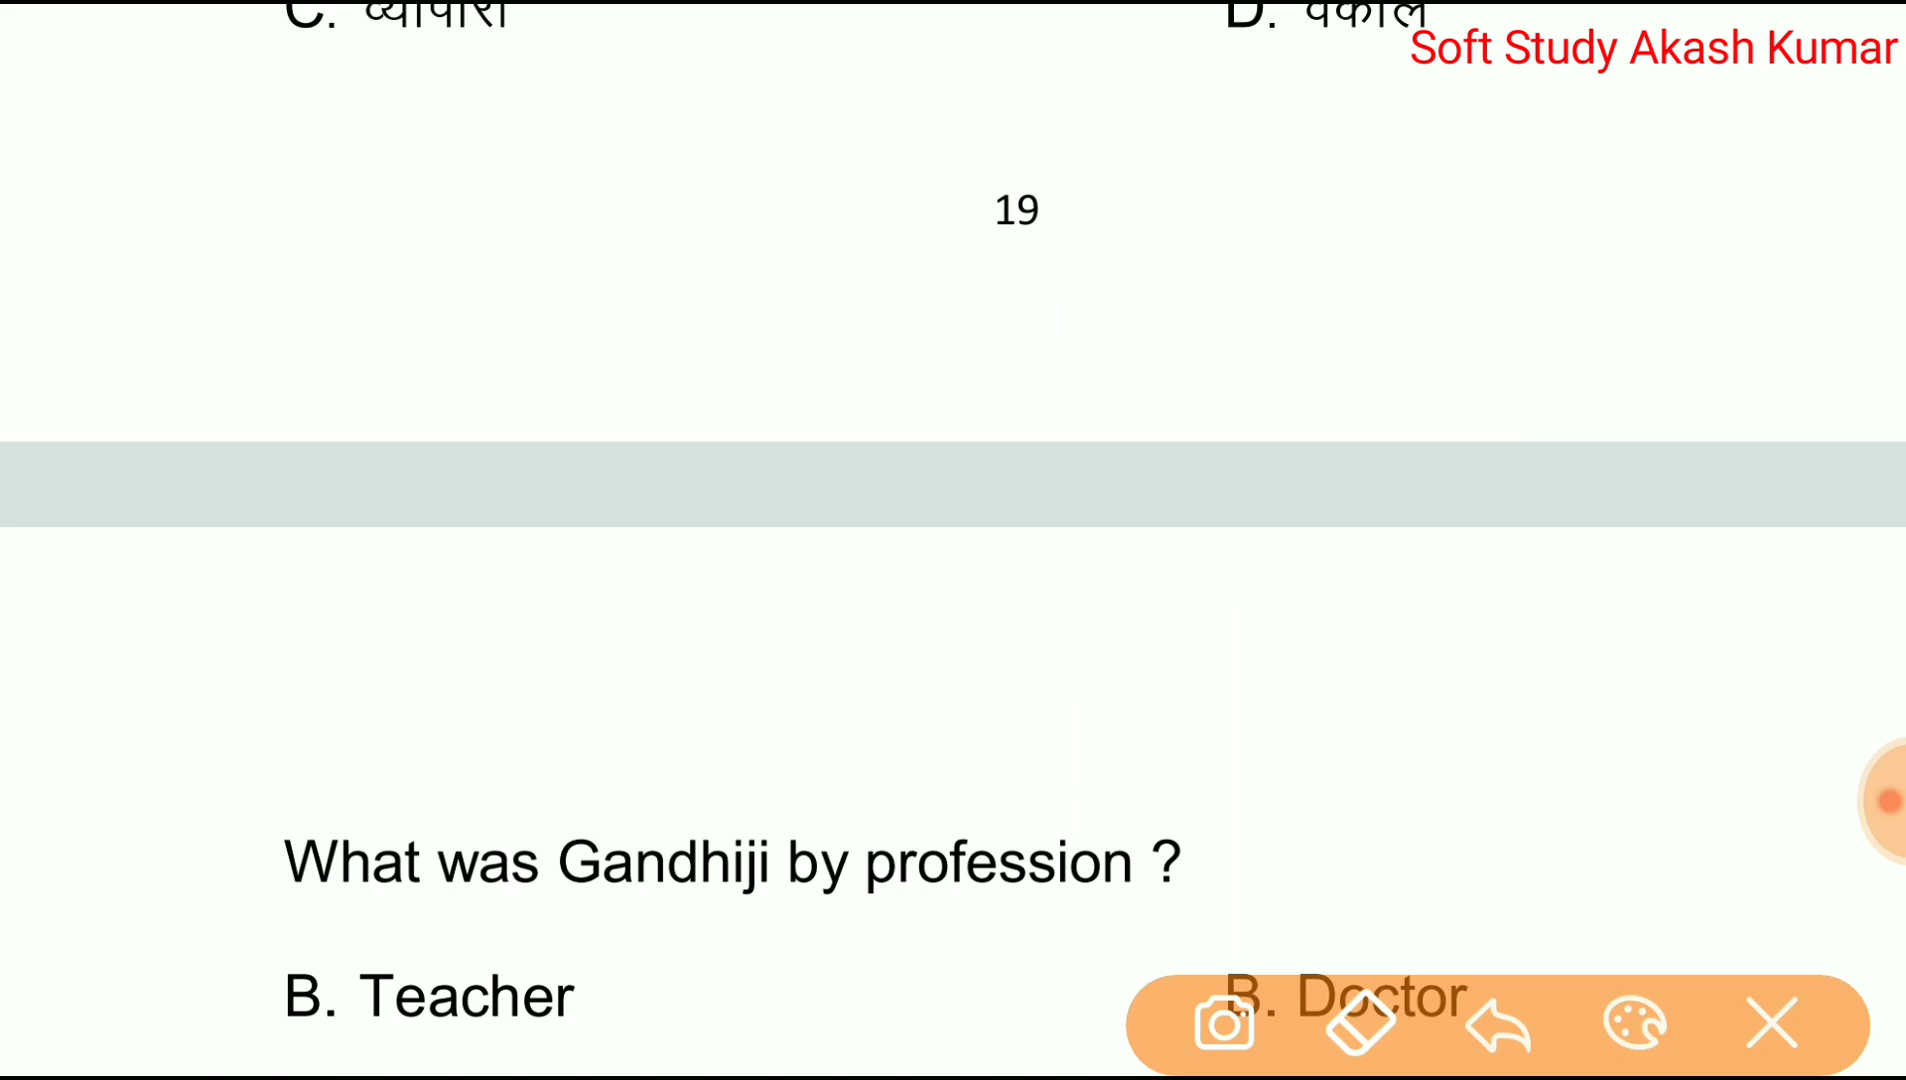 C. व्यापारी
D. वकील
Soft Study Akash Kumar
19
What was Gandhiji by profession ?
B. Teacher
B. Doctor